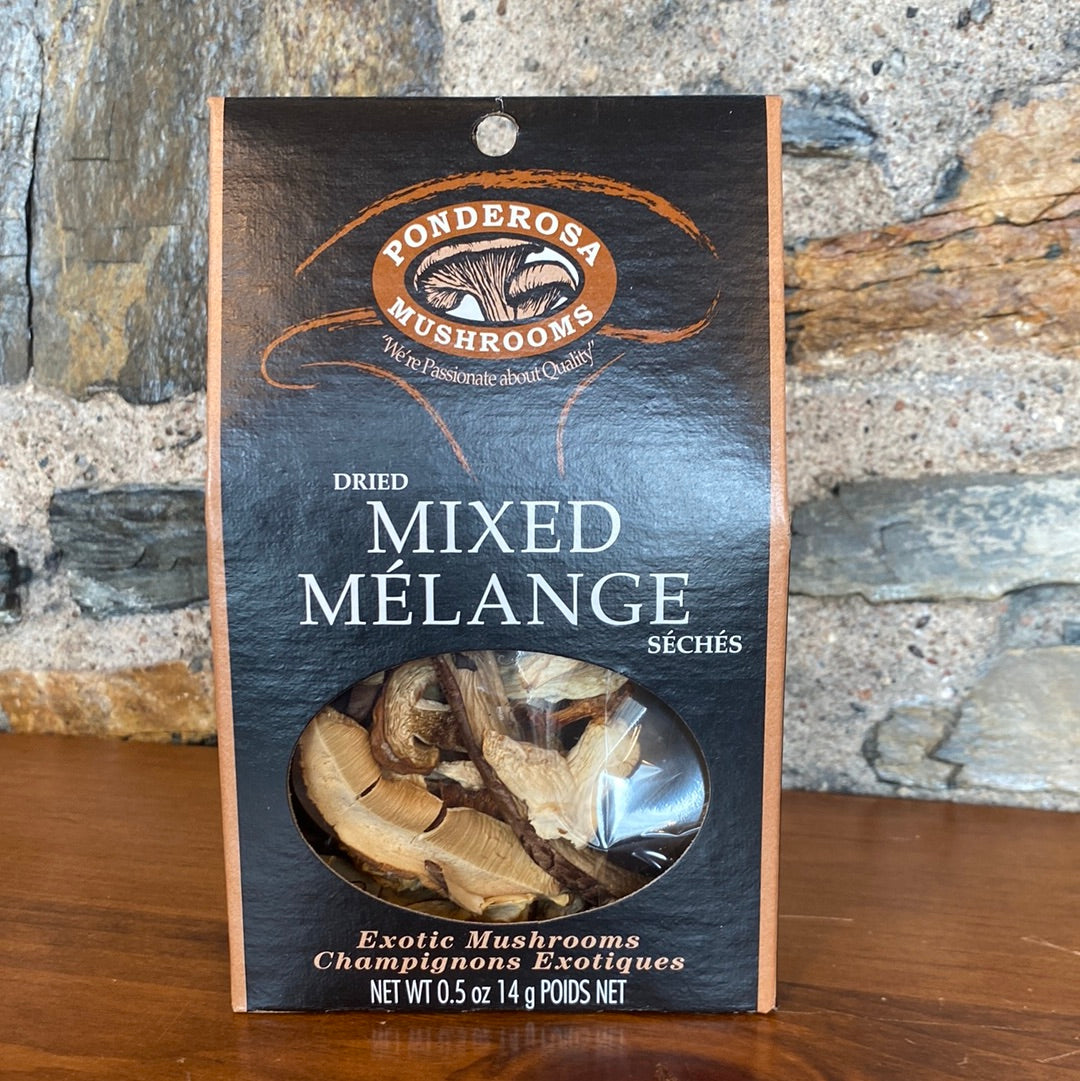 PONDEROSA
MUSHROOMS
"We're Passionate about Quality"
DRIED
MIXED
MÉLANGE
SÉCHÉS
Exotic Mushrooms
Champignons Exotiques
NET WT 0.5 oz 14 g POIDS NET